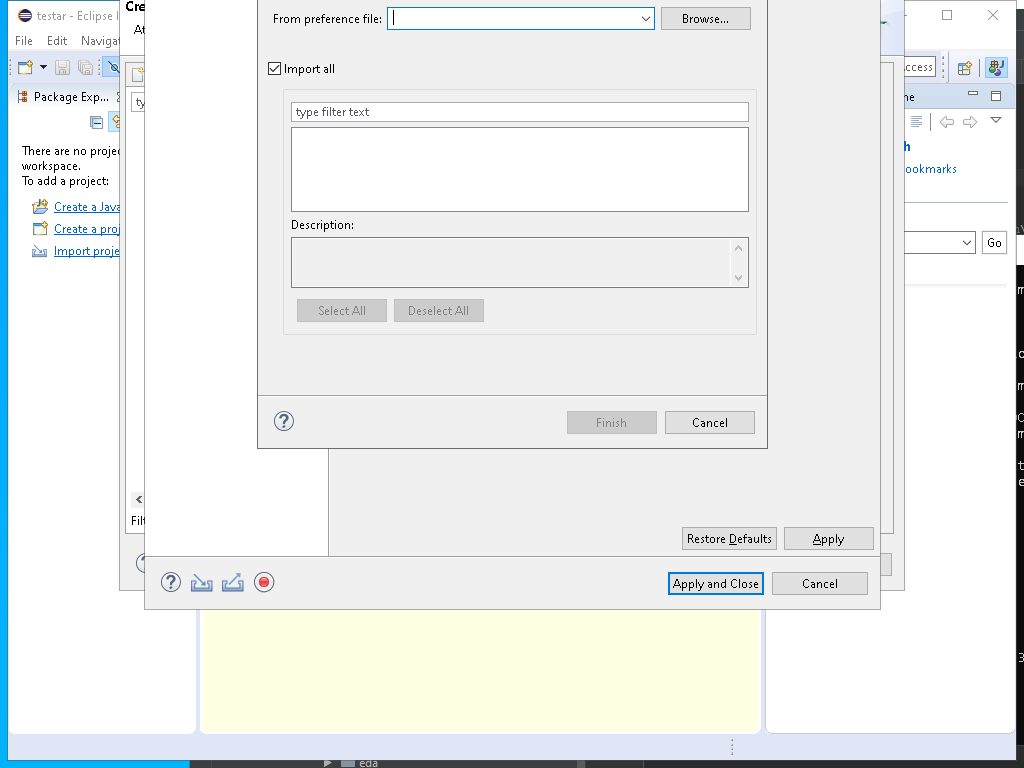 testar - Eclipse I
Cre
File Edit Navigat
At
From preference file:
Browse...
ccess
Package Exp...
ty
Import all
type filter text
There are no projec
workspace.
To add a project:
Create a Java
Create a proj
Import proje
ne
h
ookmarks
Go
Description:
Select All
Deselect All
Finish
Cancel
Filt
Restore Defaults
Apply
Apply and Close
Cancel
eda